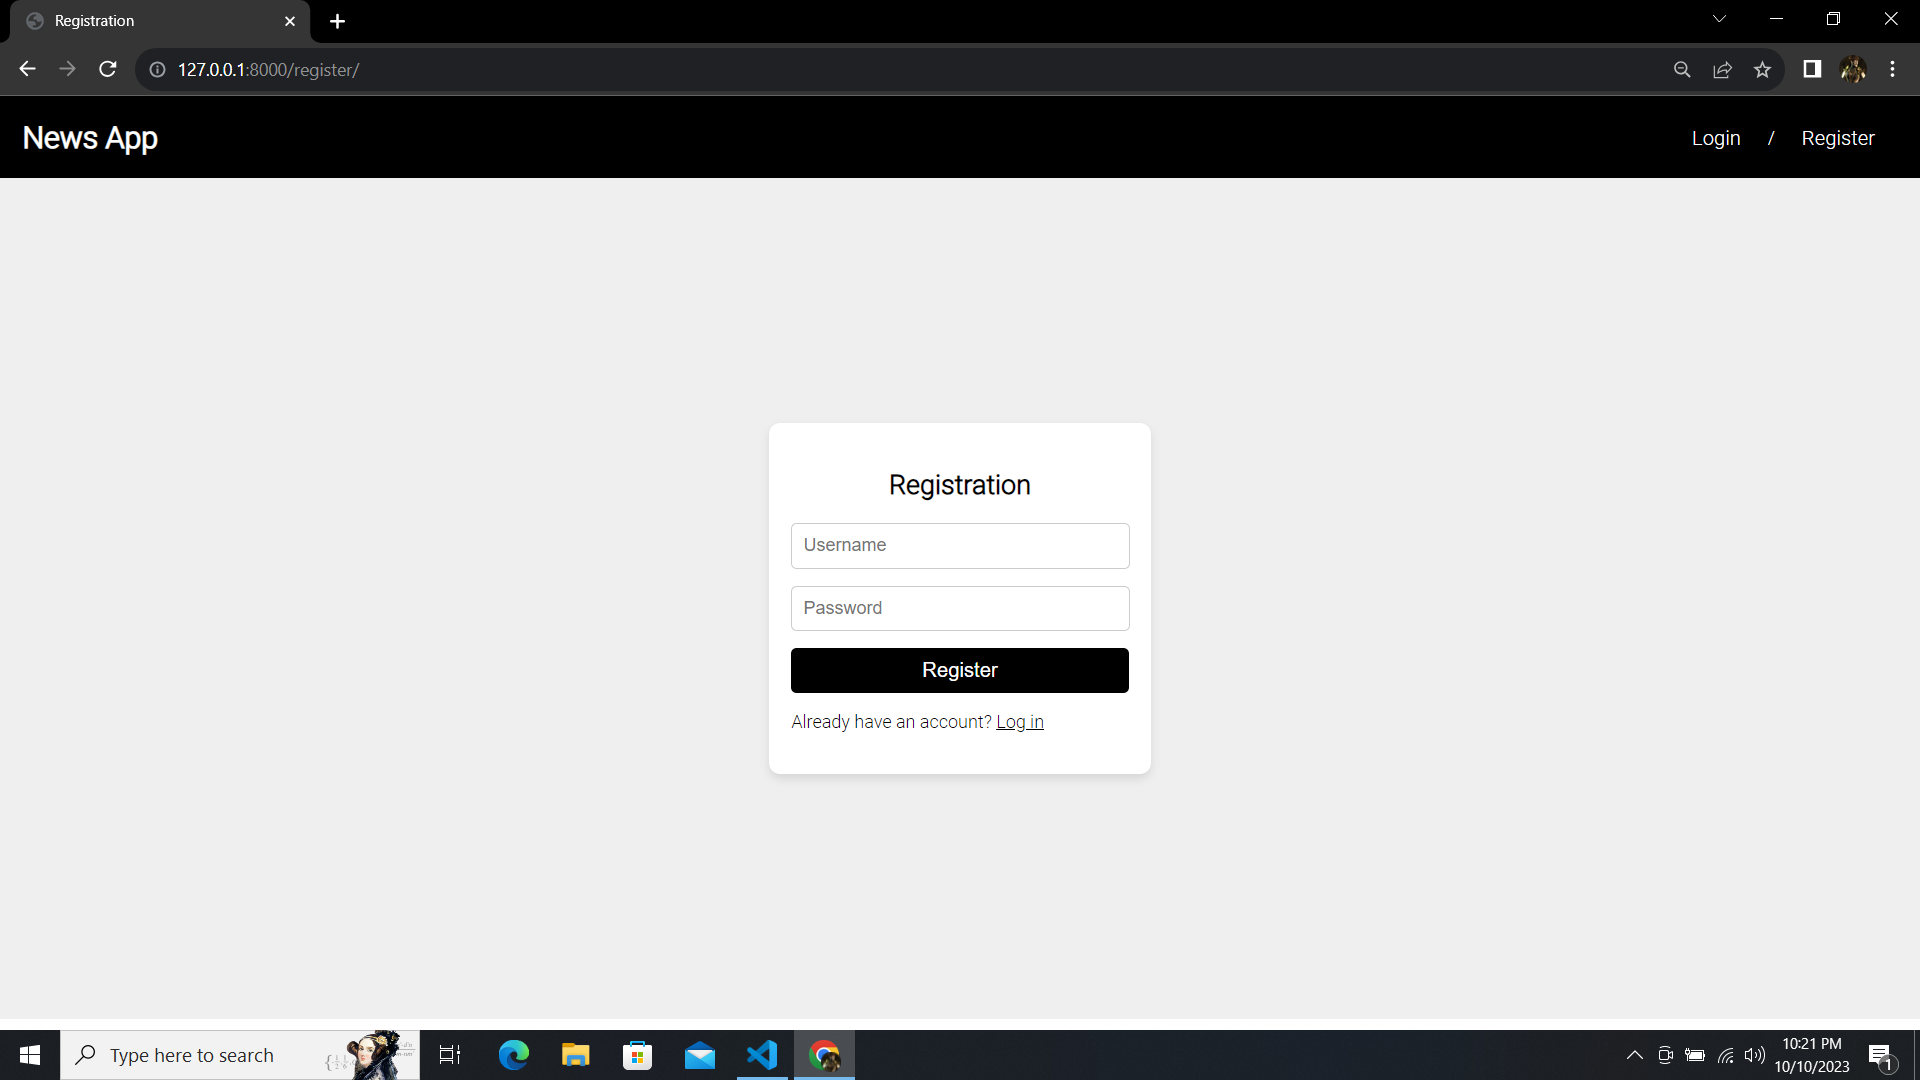 Registration
127.0.0.1:8000/register/
News App
Login / Register
Registration
Username
Password
Register
Already have an account? Log in
Type here to search
10:21 PM
10/10/2023
1